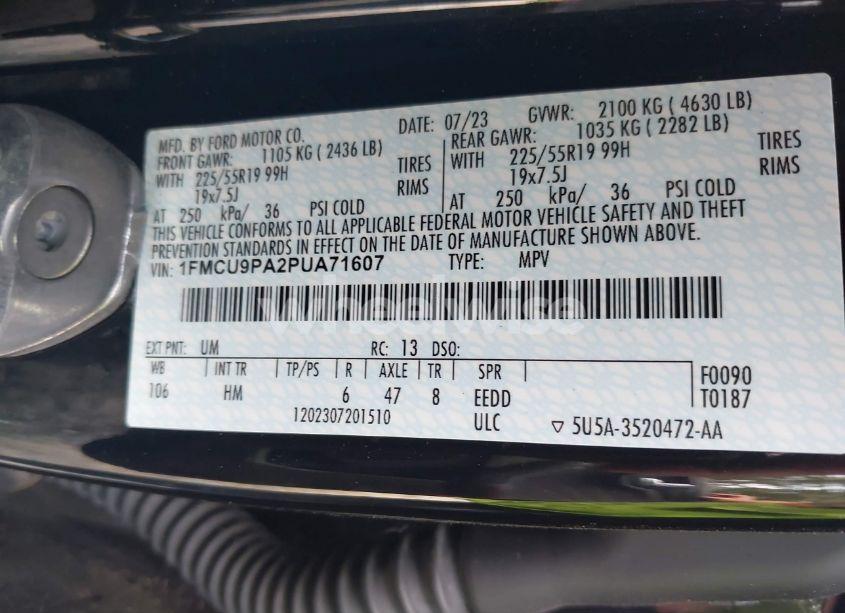 MFD. BY FORD MOTOR CO. DATE: 07/23 GVWR: 2100 KG ( 4630 LB)
FRONT GAWR: 1105 KG ( 2436 LB) REAR GAWR: 1035 KG ( 2282 LB)
WITH 225/55R19 99H TIRES WITH 225/55R19 99H TIRES
19x7.5J RIMS 19x7.5J RIMS
AT 250 kPa/ 36 PSI COLD AT 250 kPa/ 36 PSI COLD
THIS VEHICLE CONFORMS TO ALL APPLICABLE FEDERAL MOTOR VEHICLE SAFETY AND THEFT
PREVENTION STANDARDS IN EFFECT ON THE DATE OF MANUFACTURE SHOWN ABOVE.
VIN: 1FMCU9PA2PUA71607 TYPE: MPV
wheelwise
EXT PNT: UM RC: 13 DSO:
WB INT TR TP/PS R AXLE TR SPR F0090
106 HM 6 47 8 EEDD T0187
1202307201510 ULC ▽ 5U5A-3520472-AA